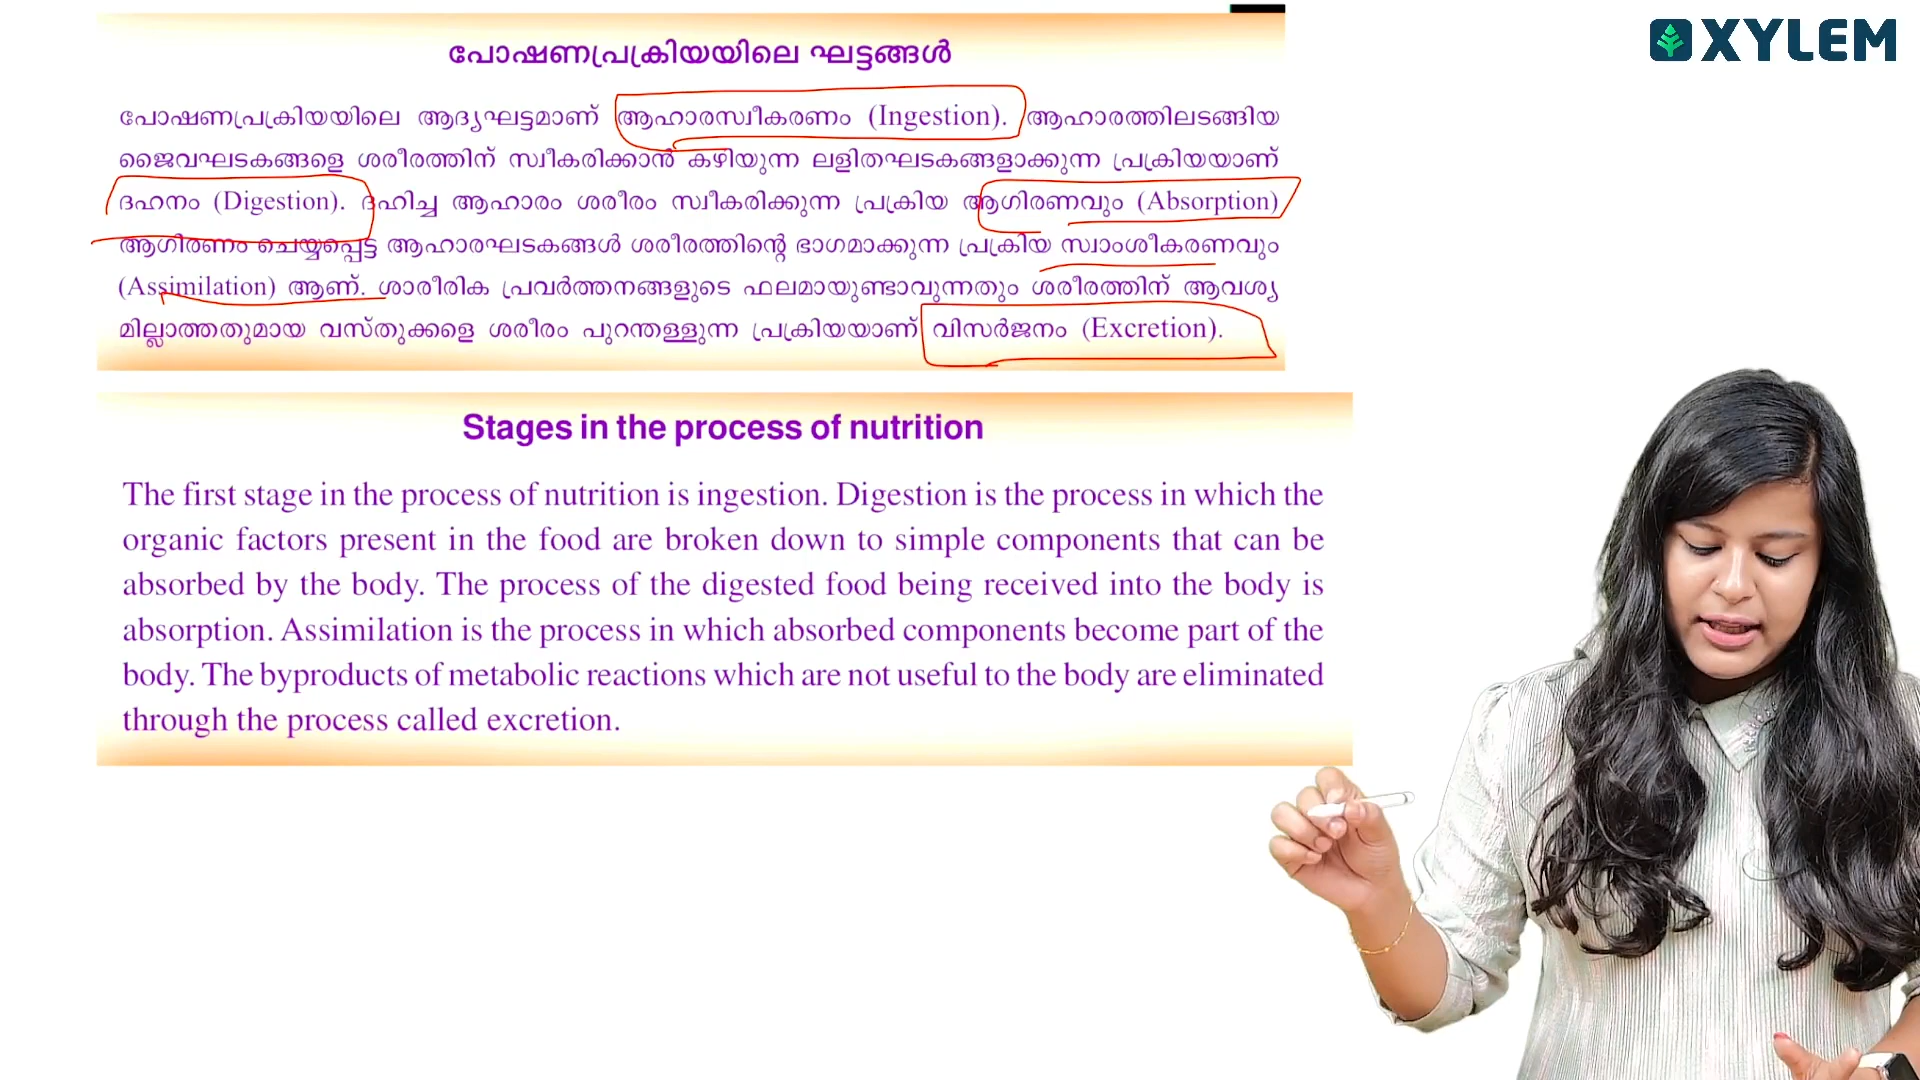 XYLEM
പോഷണപ്രക്രിയയിലെ ഘട്ടങ്ങൾ
പോഷണപ്രക്രിയയിലെ ആദ്യഘട്ടമാണ് ആഹാരസ്വീകരണം (Ingestion). ആഹാരത്തിലടങ്ങിയ
ജൈവഘടകങ്ങളെ ശരീരത്തിന് സ്വീകരിക്കാൻ കഴിയുന്ന ലളിതഘടകങ്ങളാക്കുന്ന പ്രക്രിയയാണ്
ദഹനം (Digestion). ദഹിച്ച ആഹാരം ശരീരം സ്വീകരിക്കുന്ന പ്രക്രിയ ആഗിരണവും (Absorption)
ആഗിരണം ചെയ്യപ്പെട്ട ആഹാരഘടകങ്ങൾ ശരീരത്തിന്റെ ഭാഗമാക്കുന്ന പ്രക്രിയ സ്വാംശീകരണവും
(Assimilation) ആണ്. ശാരീരിക പ്രവർത്തനങ്ങളുടെ ഫലമായുണ്ടാവുന്നതും ശരീരത്തിന് ആവശ്യ
മില്ലാത്തതുമായ വസ്തുക്കളെ ശരീരം പുറന്തള്ളുന്ന പ്രക്രിയയാണ് വിസർജനം (Excretion).
Stages in the process of nutrition
The first stage in the process of nutrition is ingestion. Digestion is the process in which the
organic factors present in the food are broken down to simple components that can be
absorbed by the body. The process of the digested food being received into the body is
absorption. Assimilation is the process in which absorbed components become part of the
body. The byproducts of metabolic reactions which are not useful to the body are eliminated
through the process called excretion.